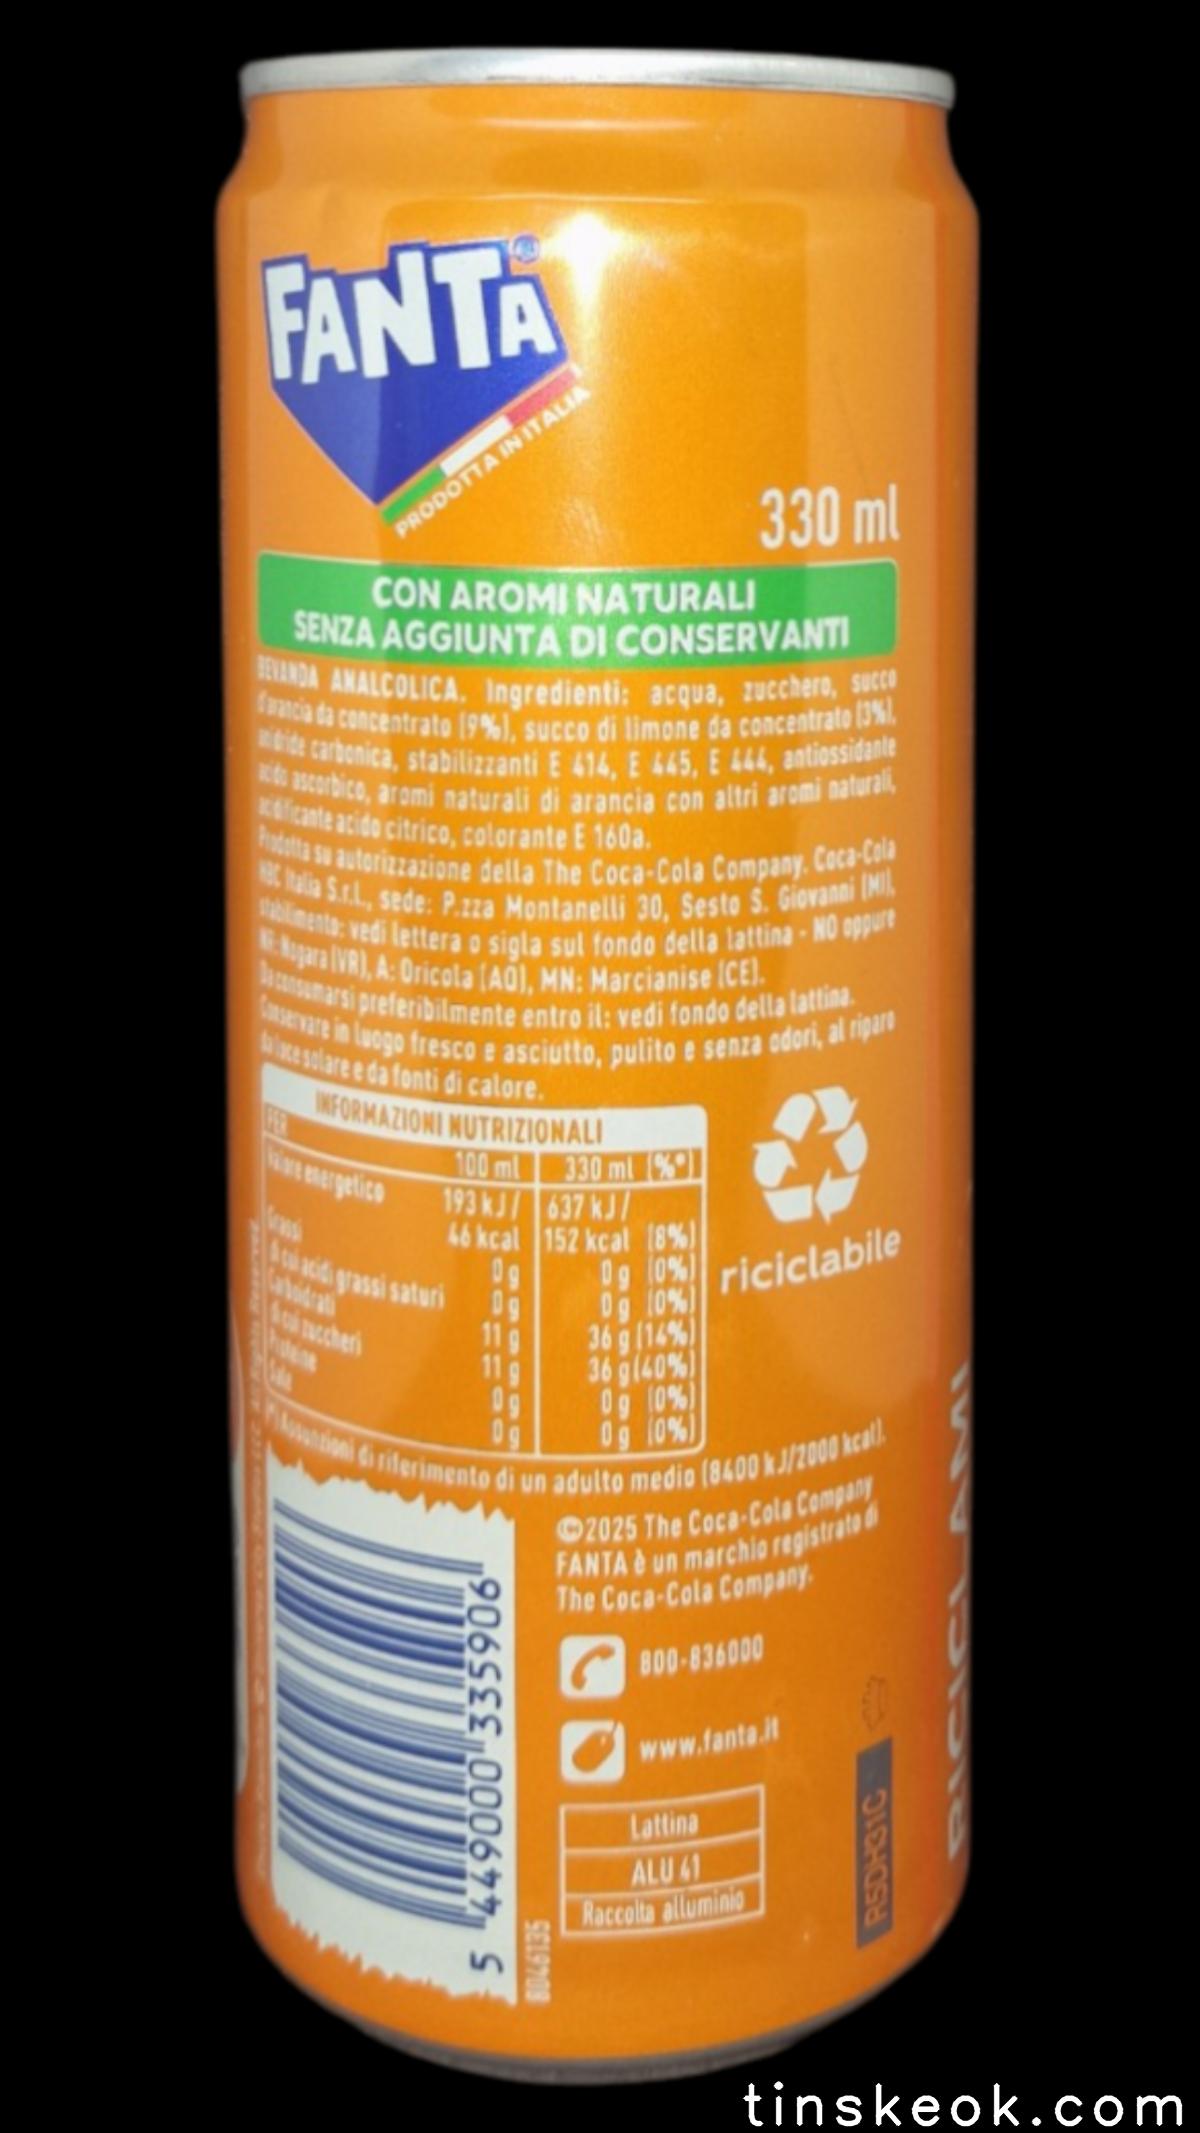 FANTA
PRODOTTA IN ITALIA
330 ml
CON AROMI NATURALI
SENZA AGGIUNTA DI CONSERVANTI
BEVANDA ANALCOLICA. Ingredienti: acqua, zucchero, succo
d'arancia da concentrato (9%), succo di limone da concentrato (3%),
anidride carbonica, stabilizzanti E 414, E 445, E 444, antiossidante
acido ascorbico, aromi naturali di arancia con altri aromi naturali,
acidificante acido citrico, colorante E 160a.
Prodotta su autorizzazione della The Coca-Cola Company. Coca-Cola
HBC Italia S.r.l., sede: P.zza Montanelli 30, Sesto S. Giovanni (MI),
stabilimento: vedi lettera o sigla sul fondo della lattina - NO oppure
NR: Nogara (VR), A: Oricola (AQ), MN: Marcianise (CE).
Da consumarsi preferibilmente entro il: vedi fondo della lattina.
Conservare in luogo fresco e asciutto, pulito e senza odori, al riparo
da luce solare e da fonti di calore.
INFORMAZIONI NUTRIZIONALI
PER 100 ml 330 ml (%*)
Valore energetico 193 kJ/ 637 kJ/
46 kcal 152 kcal (8%)
Grassi 0 g 0 g (0%)
di cui acidi grassi saturi 0 g 0 g (0%)
Carboidrati 11 g 36 g (14%)
di cui zuccheri 11 g 36 g (40%)
Proteine 0 g 0 g (0%)
Sale 0 g 0 g (0%)
(*) Assunzioni di riferimento di un adulto medio (8400 kJ/2000 kcal).
riciclabile
©2025 The Coca-Cola Company
FANTA è un marchio registrato di
The Coca-Cola Company.
800-836000
www.fanta.it
Lattina
ALU 41
Raccolta alluminio
5 449000 335906
8046135
R5DH31C
RICICLAMI
tinskeok.com